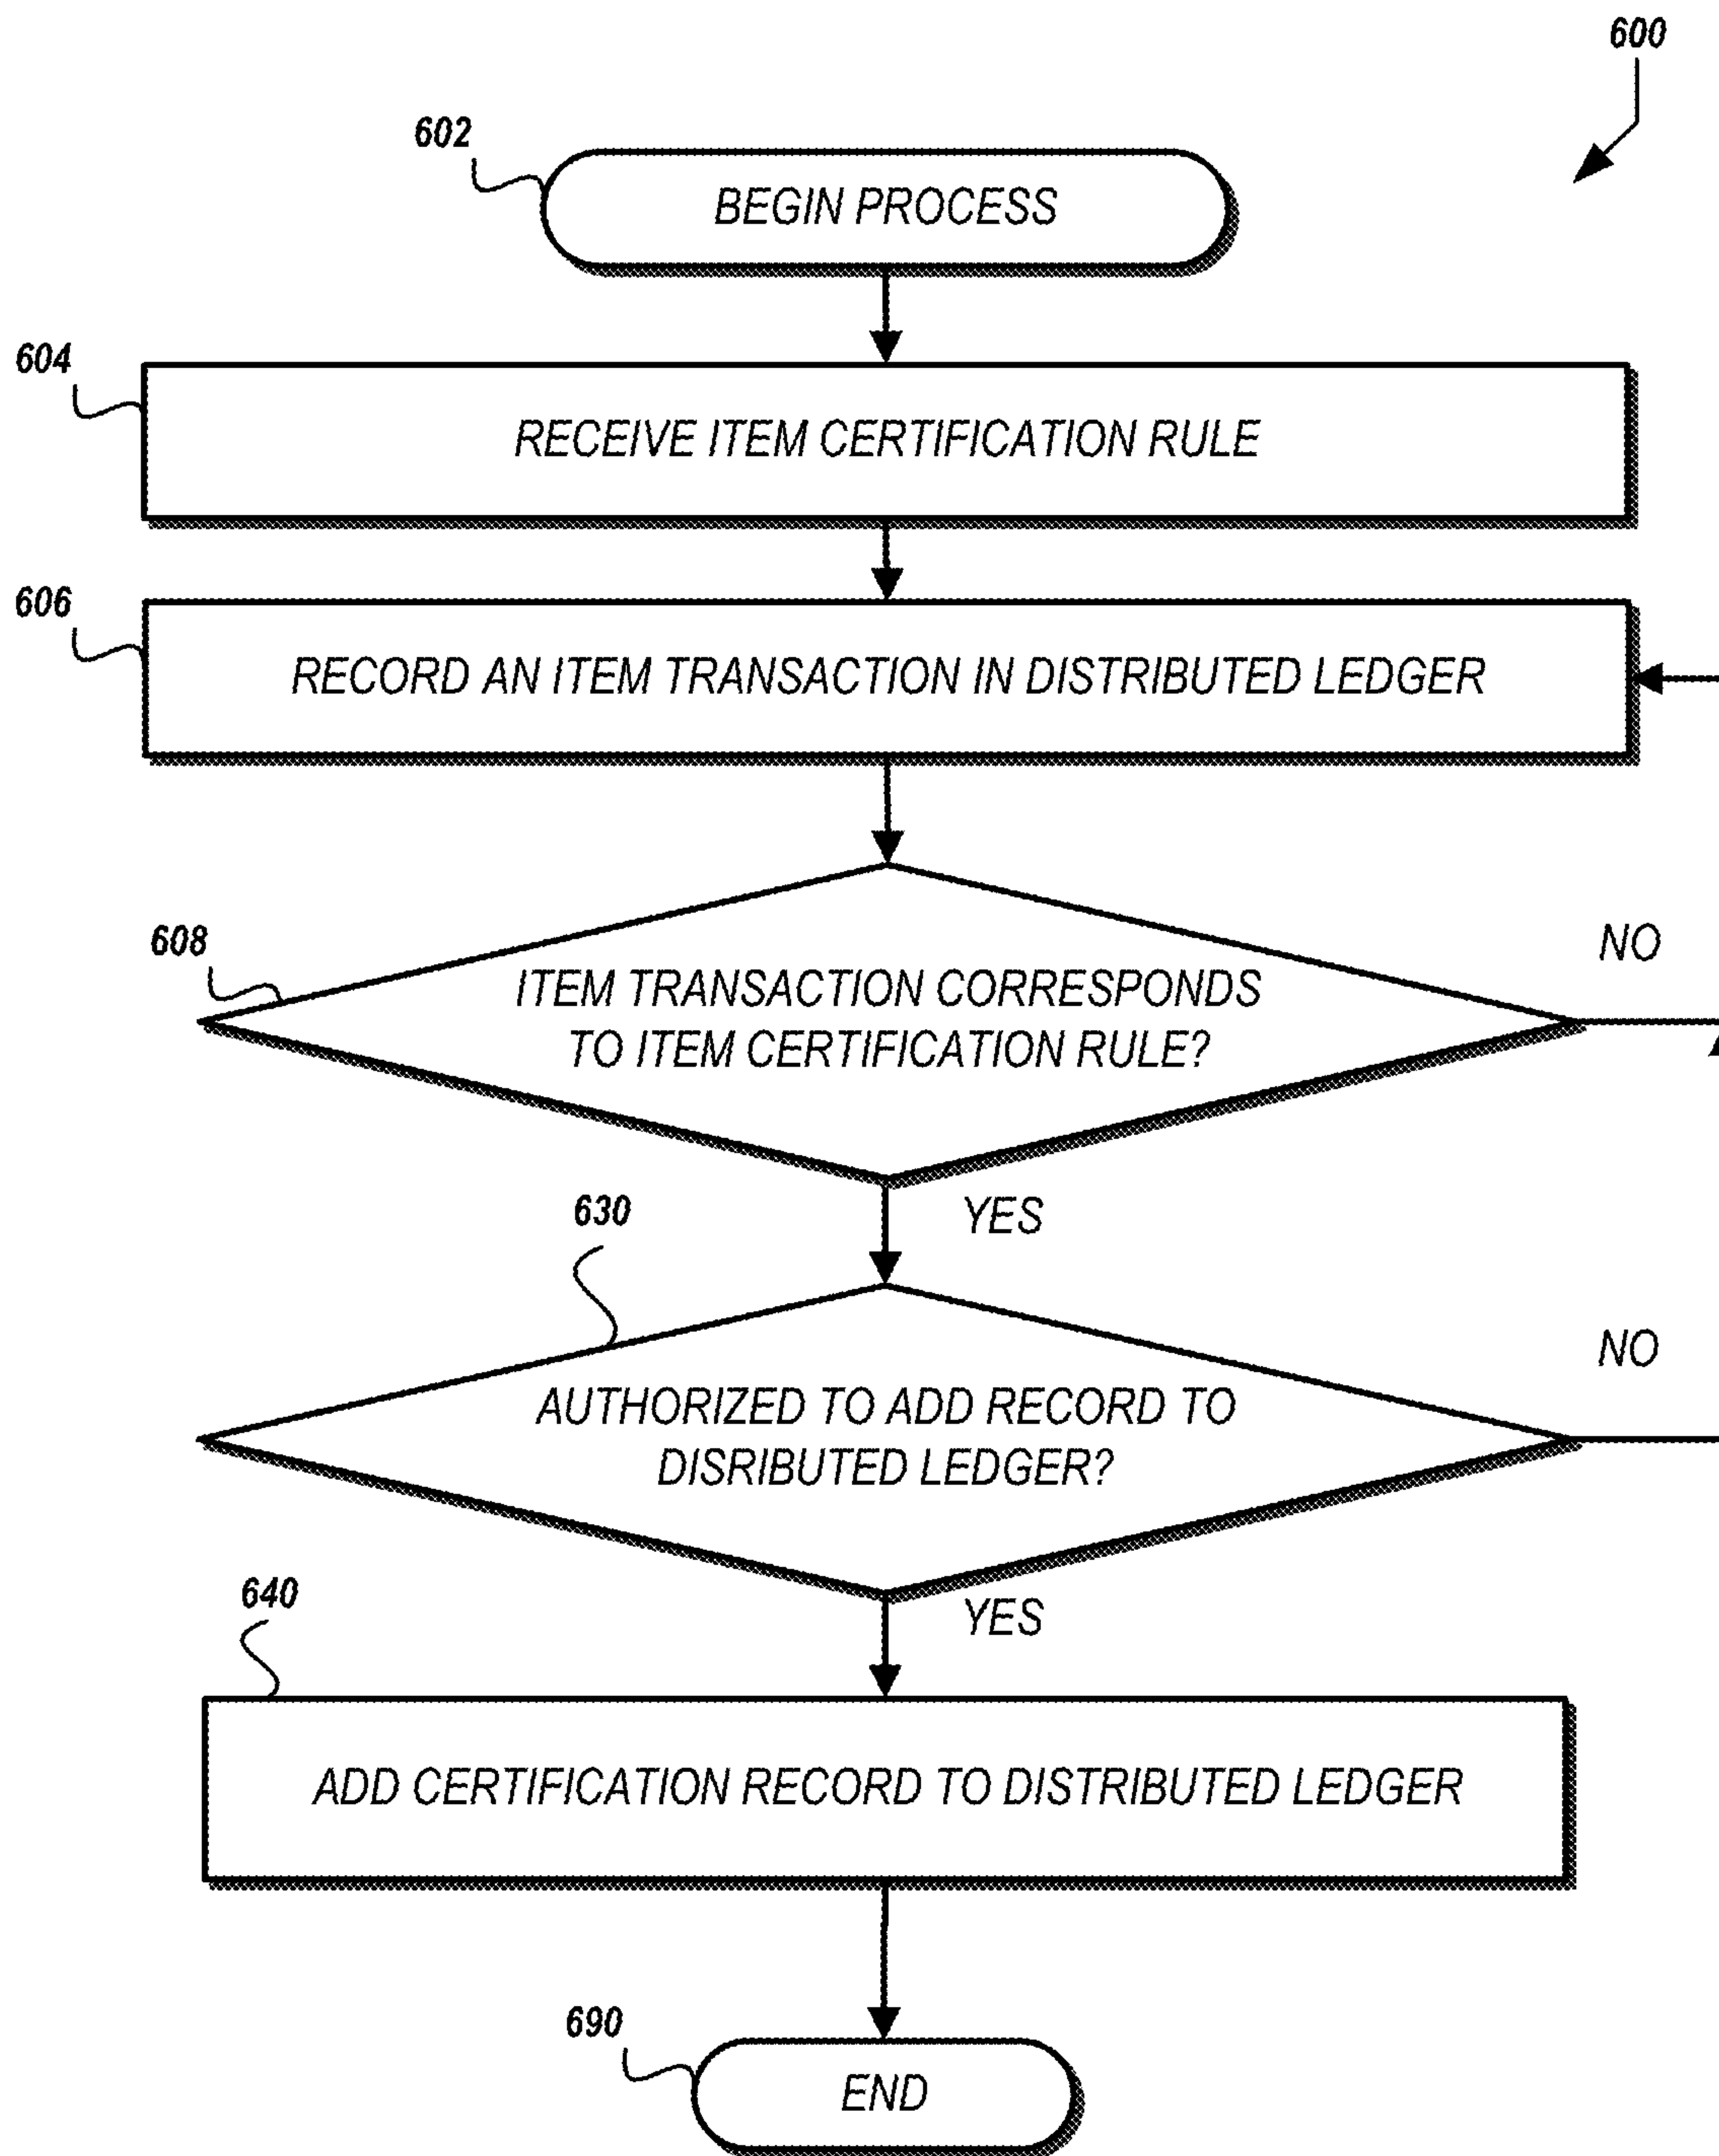 600
602
BEGIN PROCESS
604
RECEIVE ITEM CERTIFICATION RULE
606
RECORD AN ITEM TRANSACTION IN DISTRIBUTED LEDGER
608
ITEM TRANSACTION CORRESPONDS
TO ITEM CERTIFICATION RULE?
NO
YES
630
AUTHORIZED TO ADD RECORD TO
DISRIBUTED LEDGER?
NO
YES
640
ADD CERTIFICATION RECORD TO DISTRIBUTED LEDGER
690
END